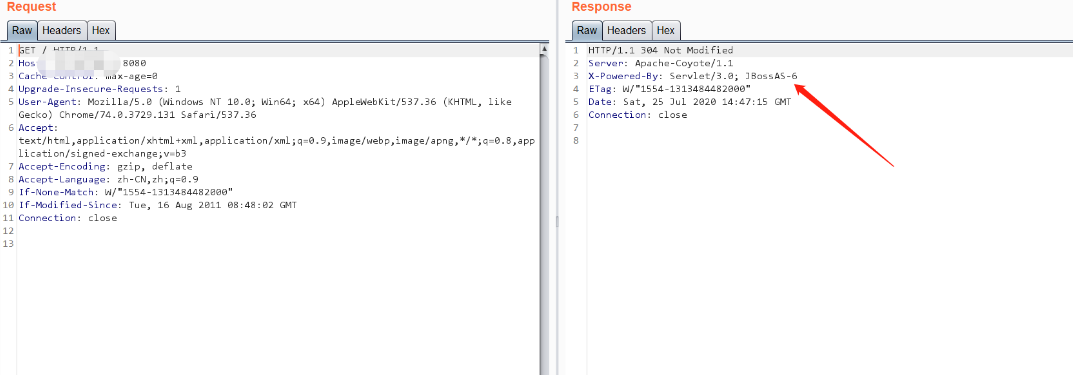 Request
Raw Headers Hex
1 GET / HTTP/1.1
2 Hos 8080
3 Cache-Control: max-age=0
4 Upgrade-Insecure-Requests: 1
5 User-Agent: Mozilla/5.0 (Windows NT 10.0; Win64; x64) AppleWebKit/537.36 (KHTML, like
Gecko) Chrome/74.0.3729.131 Safari/537.36
6 Accept:
text/html,application/xhtml+xml,application/xml;q=0.9,image/webp,image/apng,*/*;q=0.8,app
lication/signed-exchange;v=b3
7 Accept-Encoding: gzip, deflate
8 Accept-Language: zh-CN,zh;q=0.9
9 If-None-Match: W/"1554-1313484482000"
10 If-Modified-Since: Tue, 16 Aug 2011 08:48:02 GMT
11 Connection: close
12
13
Response
Raw Headers Hex
1 HTTP/1.1 304 Not Modified
2 Server: Apache-Coyote/1.1
3 X-Powered-By: Servlet/3.0; JBossAS-6
4 ETag: W/"1554-1313484482000"
5 Date: Sat, 25 Jul 2020 14:47:15 GMT
6 Connection: close
7
8